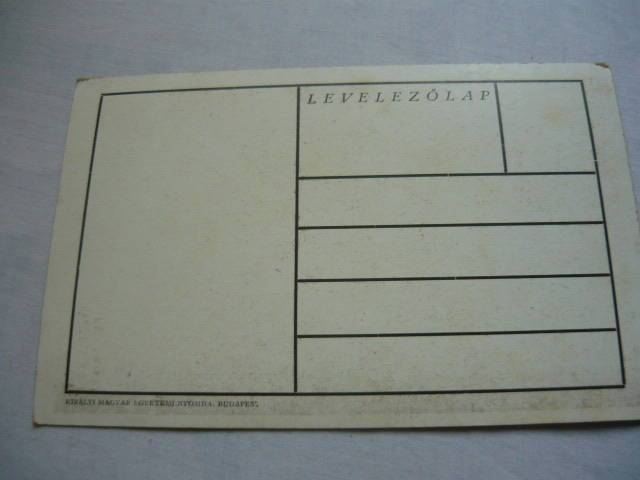 LEVELEZŐLAP
KIRÁLYI MAGYAR EGYETEMI NYOMDA, BUDAPEST.